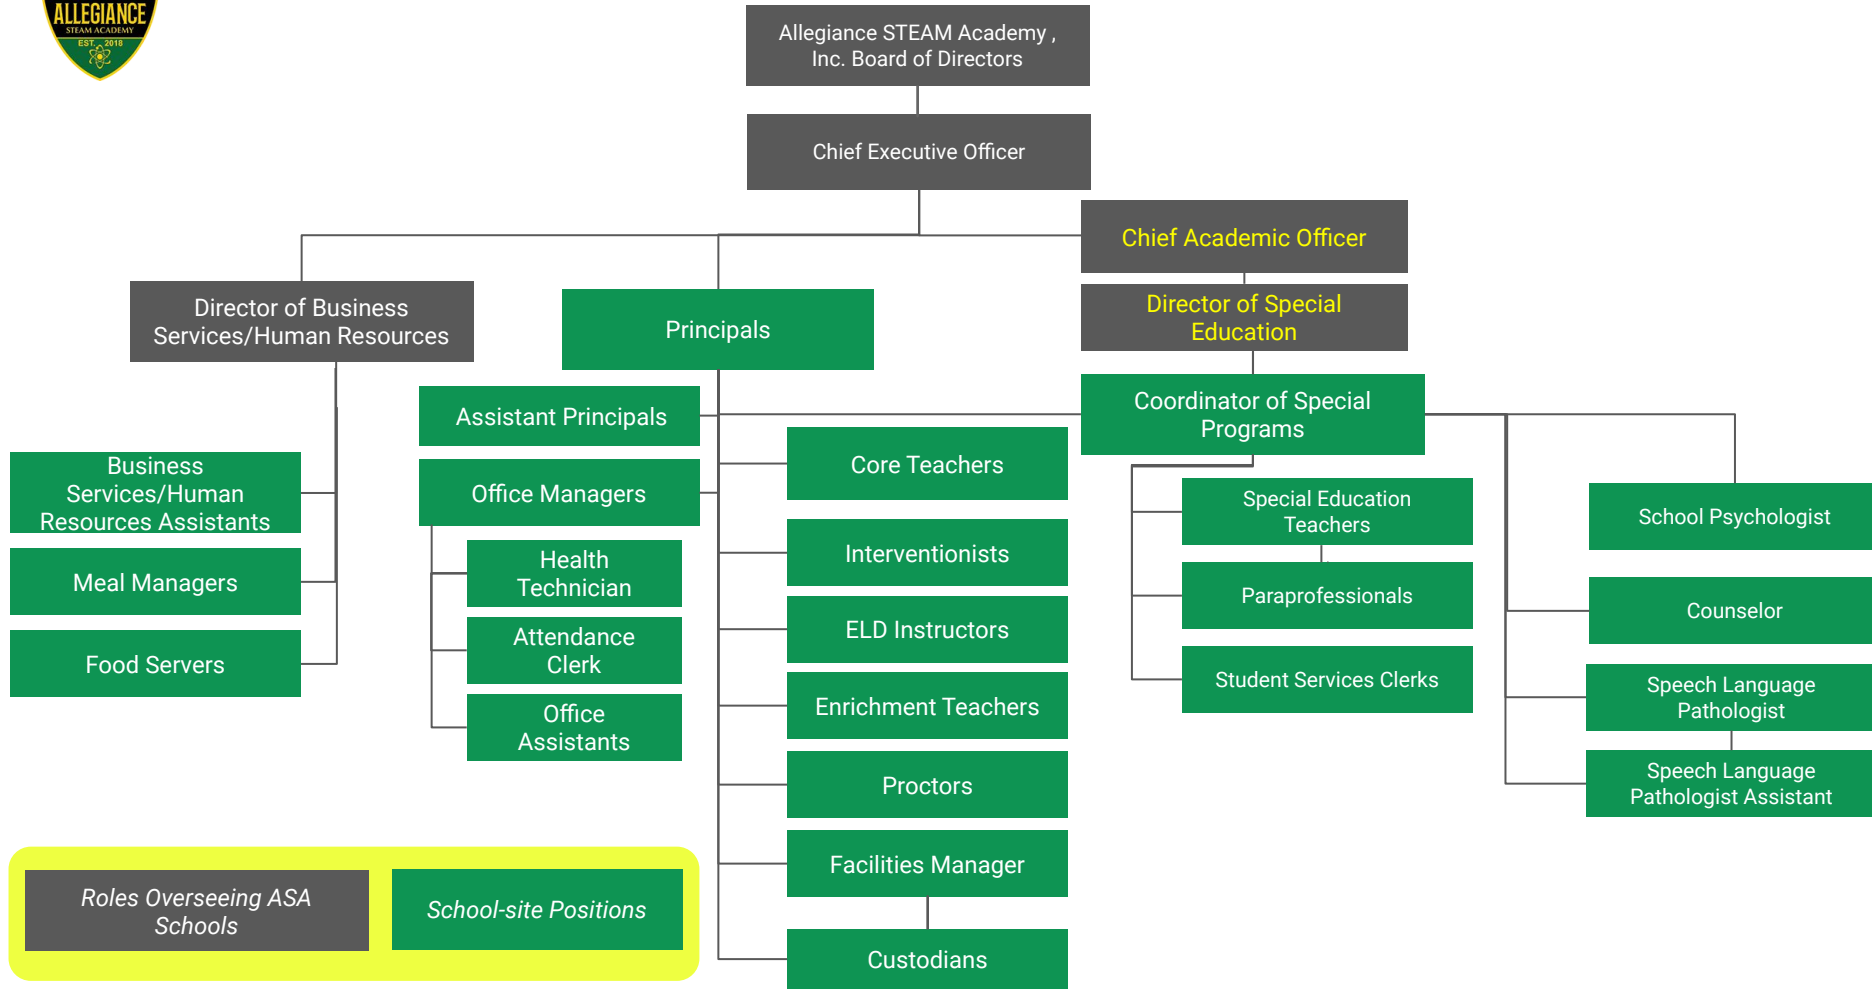 ALLEGIANCE
STEAM ACADEMY
EST. 2018
Allegiance STEAM Academy ,
Inc. Board of Directors
Chief Executive Officer
Chief Academic Officer
Director of Business
Services/Human Resources
Principals
Director of Special
Education
Assistant Principals
Coordinator of Special
Programs
Business
Services/Human
Resources Assistants
Meal Managers
Food Servers
Office Managers
Health
Technician
Attendance
Clerk
Office
Assistants
Core Teachers
Interventionists
ELD Instructors
Enrichment Teachers
Proctors
Facilities Manager
Custodians
Special Education
Teachers
Paraprofessionals
Student Services Clerks
School Psychologist
Counselor
Speech Language
Pathologist
Speech Language
Pathologist Assistant
Roles Overseeing ASA
Schools
School-site Positions